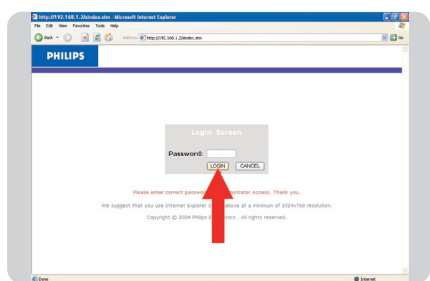 http://192.168.1.2/index.stm - Microsoft Internet Explorer
File Edit View Favorites Tools Help
Back Address http://192.168.1.2/index.stm Go
PHILIPS
Login Screen
Password:
LOGIN CANCEL
Please enter correct password Administrator Access. Thank you.
We suggest that you use Internet Explorer above at a minimum of 1024x768 resolution.
Copyright © 2004 Philips . All rights reserved.
Done Internet